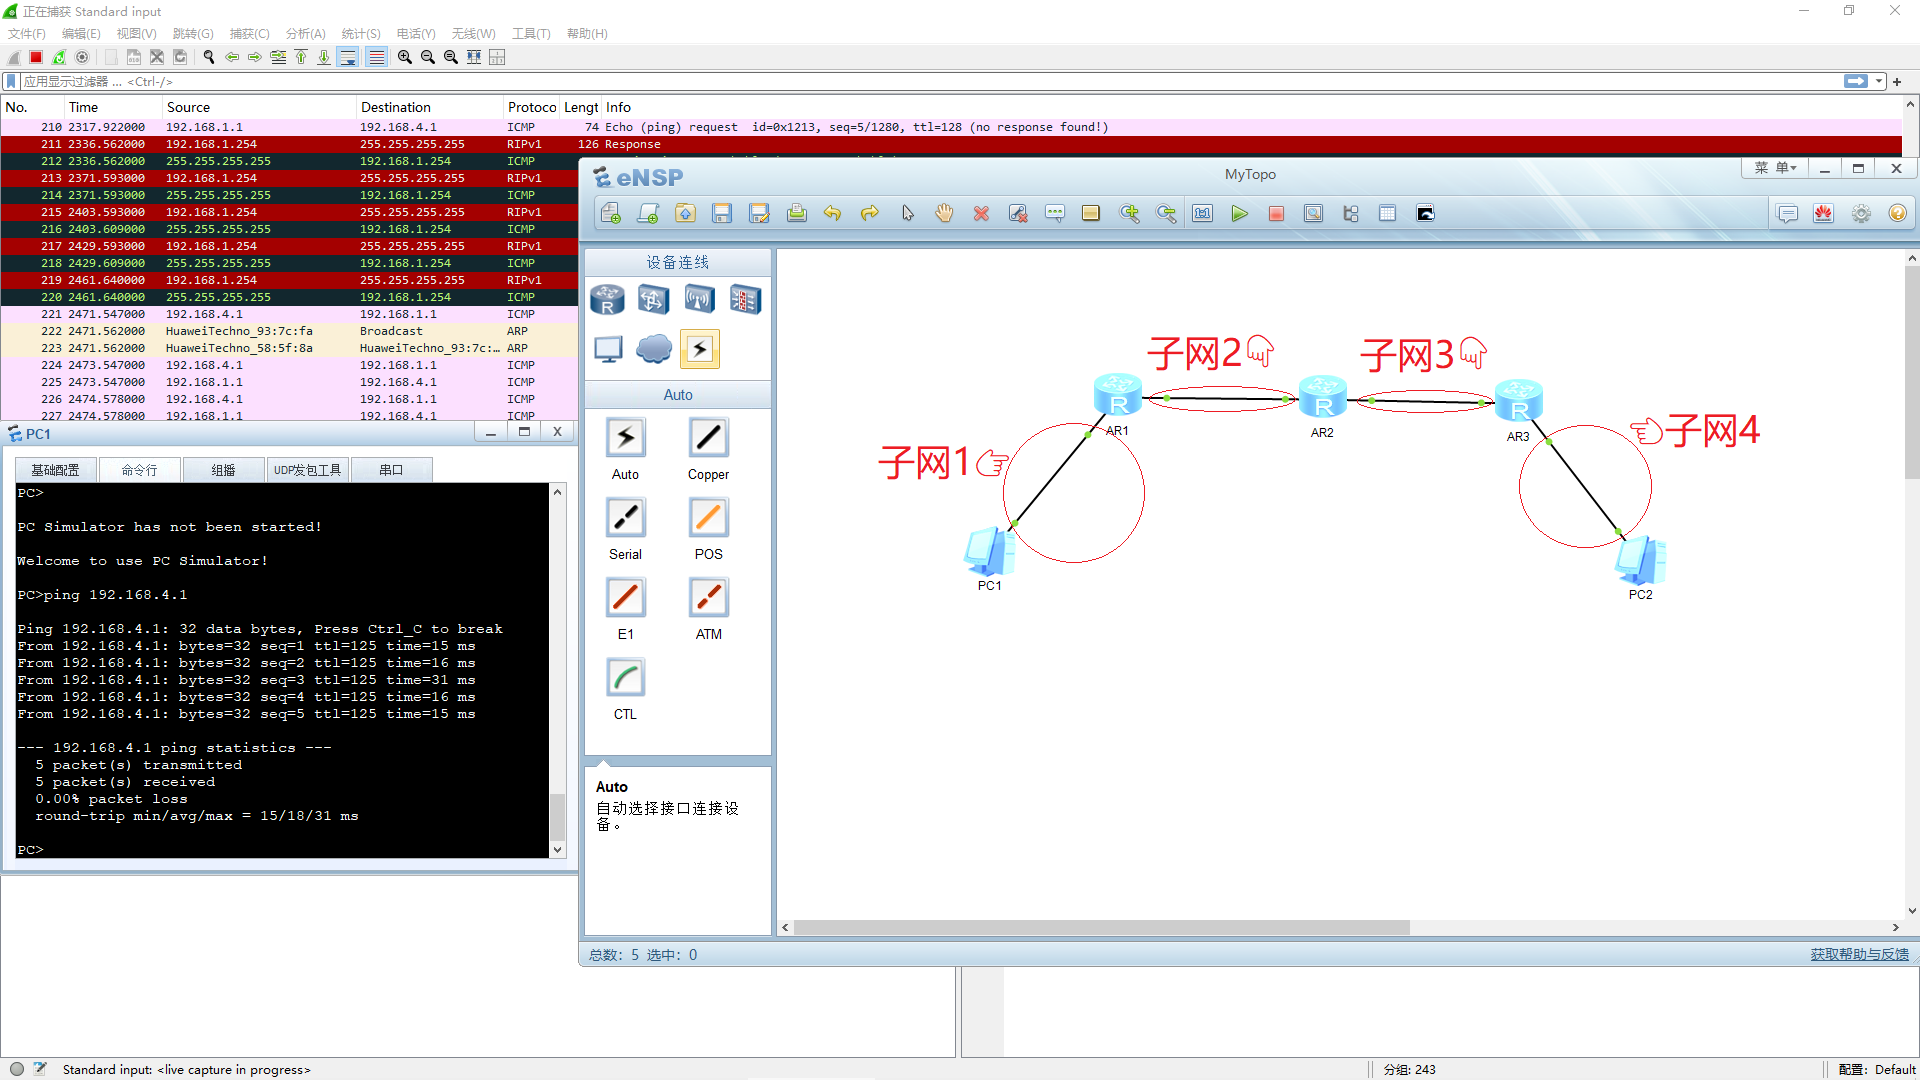 正在捕获 Standard input
文件(F) 编辑(E) 视图(V) 跳转(G) 捕获(C) 分析(A) 统计(S) 电话(Y) 无线(W) 工具(T) 帮助(H)
应用显示过滤器 … <Ctrl-/>
No. Time Source Destination Protoco Lengt Info
210 2317.922000 192.168.1.1 192.168.4.1 ICMP 74 Echo (ping) request id=0x1213, seq=5/1280, ttl=128 (no response found!)
211 2336.562000 192.168.1.254 255.255.255.255 RIPv1 126 Response
212 2336.562000 255.255.255.255 192.168.1.254 ICMP
213 2371.593000 192.168.1.254 255.255.255.255 RIPv1
214 2371.593000 255.255.255.255 192.168.1.254 ICMP
215 2403.593000 192.168.1.254 255.255.255.255 RIPv1
216 2403.609000 255.255.255.255 192.168.1.254 ICMP
217 2429.593000 192.168.1.254 255.255.255.255 RIPv1
218 2429.609000 255.255.255.255 192.168.1.254 ICMP
219 2461.640000 192.168.1.254 255.255.255.255 RIPv1
220 2461.640000 255.255.255.255 192.168.1.254 ICMP
221 2471.547000 192.168.4.1 192.168.1.1 ICMP
222 2471.562000 HuaweiTechno_93:7c:fa Broadcast ARP
223 2471.562000 HuaweiTechno_58:5f:8a HuaweiTechno_93:7c:… ARP
224 2473.547000 192.168.4.1 192.168.1.1 ICMP
225 2473.547000 192.168.1.1 192.168.4.1 ICMP
226 2474.578000 192.168.4.1 192.168.1.1 ICMP
227 2474.578000 192.168.1.1 192.168.4.1 ICMP
PC1
基础配置 命令行 组播 UDP发包工具 串口
PC>
PC Simulator has not been started!
Welcome to use PC Simulator!
PC>ping 192.168.4.1
Ping 192.168.4.1: 32 data bytes, Press Ctrl_C to break
From 192.168.4.1: bytes=32 seq=1 ttl=125 time=15 ms
From 192.168.4.1: bytes=32 seq=2 ttl=125 time=16 ms
From 192.168.4.1: bytes=32 seq=3 ttl=125 time=31 ms
From 192.168.4.1: bytes=32 seq=4 ttl=125 time=16 ms
From 192.168.4.1: bytes=32 seq=5 ttl=125 time=15 ms
--- 192.168.4.1 ping statistics ---
5 packet(s) transmitted
5 packet(s) received
0.00% packet loss
round-trip min/avg/max = 15/18/31 ms
PC>
eNSP
MyTopo
菜 单
设备连线
R
Auto
Auto Copper
Serial POS
E1 ATM
CTL
Auto
自动选择接口连接设
备。
子网2 子网3
R R R
AR1 AR2 AR3
子网1 子网4
PC1 PC2
总数: 5 选中: 0
获取帮助与反馈
Standard input: <live capture in progress>
分组: 243
配置: Default